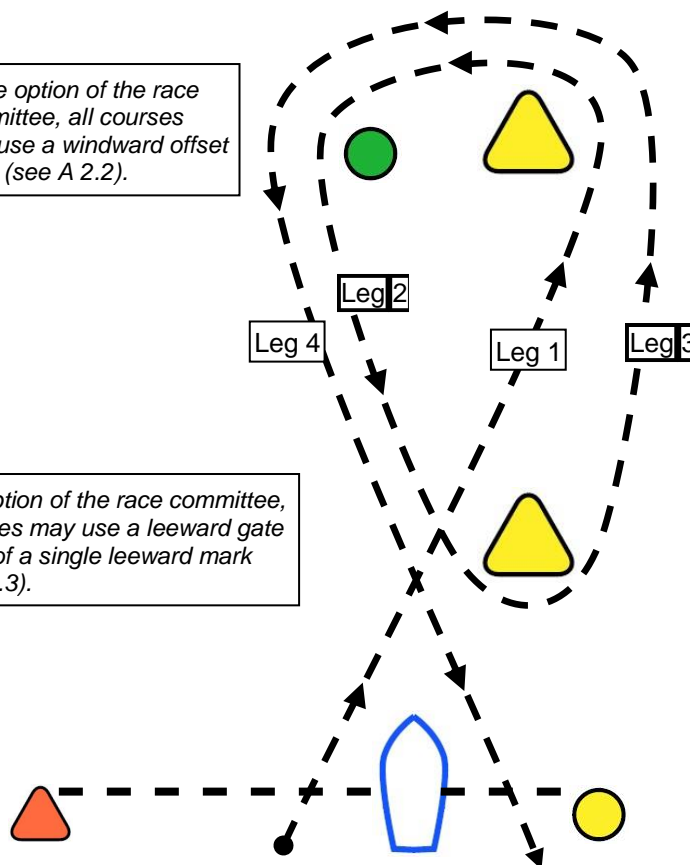 e option of the race
mittee, all courses
use a windward offset
(see A 2.2).
Leg 2
Leg 4
Leg 1
Leg 3
ption of the race committee,
es may use a leeward gate
of a single leeward mark
.3).